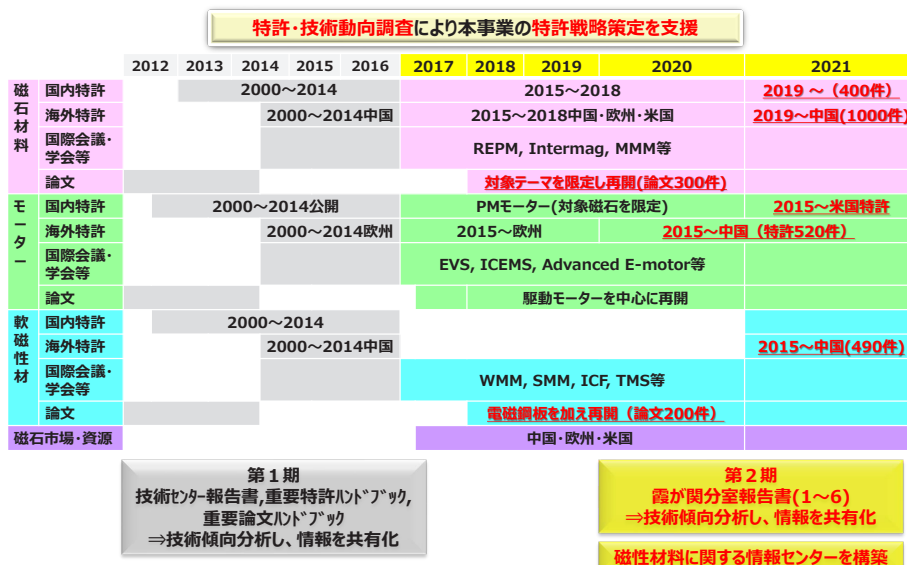 特許・技術動向調査により本事業の特許戦略策定を支援
2012 2013 2014 2015 2016 2017 2018 2019 2020 2021
磁石材料
国内特許 2000～2014 2015～2018 2019 ～（400件）
海外特許 2000～2014中国 2015～2018中国・欧州・米国 2019～中国(1000件)
国際会議・
学会等 REPM, Intermag, MMM等
論文 対象テーマを限定し再開(論文300件)
モーター
国内特許 2000～2014公開 PMモーター(対象磁石を限定) 2015～米国特許
海外特許 2000～2014欧州 2015～欧州 2015～中国（特許520件）
国際会議・
学会等 EVS, ICEMS, Advanced E-motor等
論文 駆動モーターを中心に再開
軟磁性材
国内特許 2000～2014
海外特許 2000～2014中国 2015～中国(490件)
国際会議・
学会等 WMM, SMM, ICF, TMS等
論文 電磁鋼板を加え再開（論文200件）
磁石市場・資源 中国・欧州・米国
第１期
技術ｾﾝﾀｰ報告書,重要特許ﾊﾝﾄﾞﾌﾞｯｸ,
重要論文ﾊﾝﾄﾞﾌﾞｯｸ
⇒技術傾向分析し、情報を共有化
第２期
霞が関分室報告書(1～6)
⇒技術傾向分析し、情報を共有化
磁性材料に関する情報センターを構築